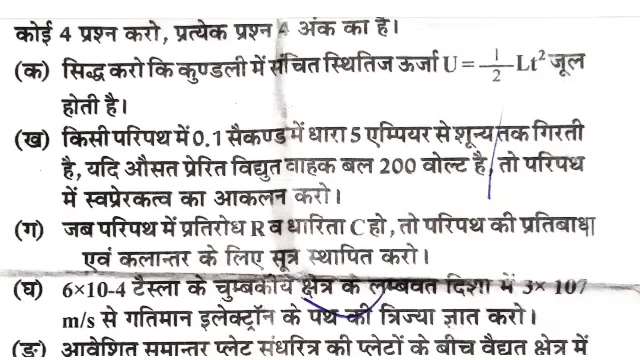 कोई 4 प्रश्न करो, प्रत्येक प्रश्न 4 अंक का है।
(क) सिद्ध करो कि कुण्डली में संचित स्थितिज ऊर्जा U = 1/2 Lt² जूल
होती है।
(ख) किसी परिपथ में 0.1 सैकण्ड में धारा 5 एम्पियर से शून्य तक गिरती
है, यदि औसत प्रेरित विद्युत वाहक बल 200 वोल्ट है, तो परिपथ
में स्वप्रेरकत्व का आकलन करो।
(ग) जब परिपथ में प्रतिरोध R व धारिता C हो, तो परिपथ की प्रतिबाधा
एवं कलान्तर के लिए सूत्र स्थापित करो।
(घ) 6×10-4 टैस्ला के चुम्बकीय क्षेत्र के लम्बवत दिशा में 3× 107
m/s से गतिमान इलेक्ट्रॉन के पथ की त्रिज्या ज्ञात करो।
(ङ) आवेशित समान्तर प्लेट संधरित्र की प्लेटों के बीच वैद्युत क्षेत्र में